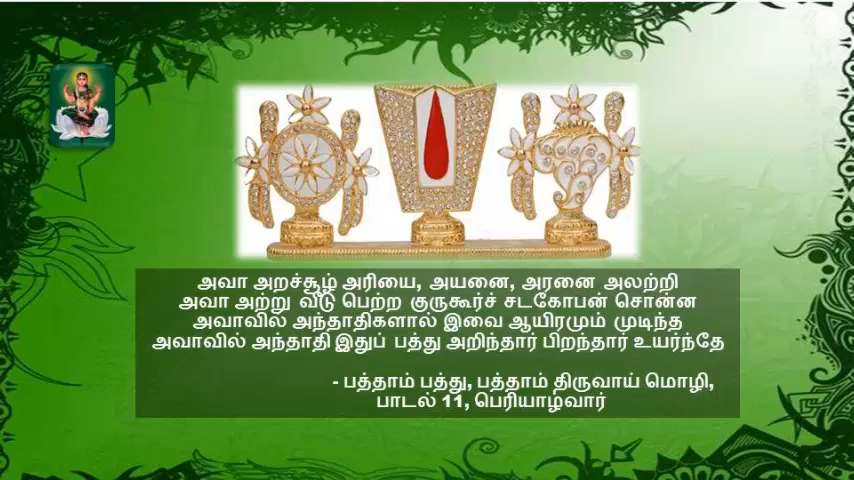 அவா அறச்சூழ் அரியை, அயனை, அரனை அலற்றி
அவா அற்று வீடு பெற்ற குருகூர்ச் சடகோபன் சொன்ன
அவாவில் அந்தாதிகளால் இவை ஆயிரமும் முடிந்த
அவாவில் அந்தாதி இதுப் பத்து அறிந்தார் பிறந்தார் உயர்ந்தே
- பத்தாம் பத்து, பத்தாம் திருவாய் மொழி,
பாடல் 11, பெரியாழ்வார்